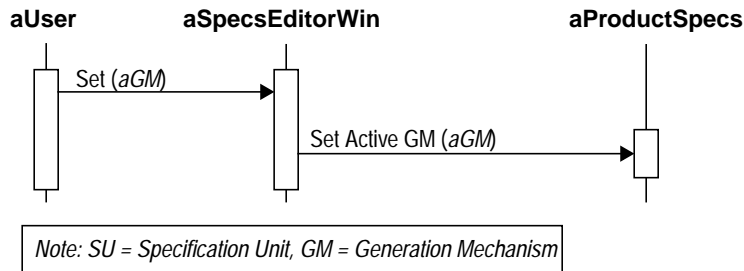 aUser aSpecsEditorWin aProductSpecs
Set (aGM)
Set Active GM (aGM)
Note: SU = Specification Unit, GM = Generation Mechanism